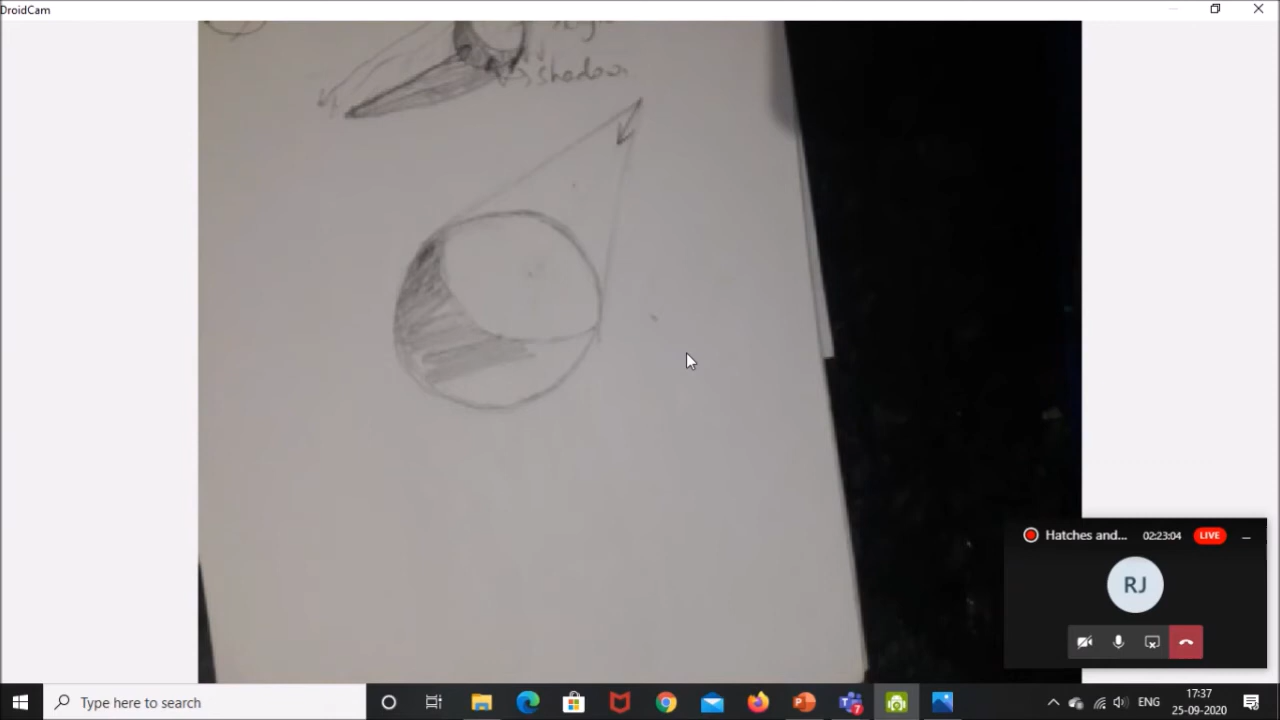 DroidCam
shadow
Hatches and... 02:23:04 LIVE
RJ
Type here to search
7
ENG
17:37
25-09-2020